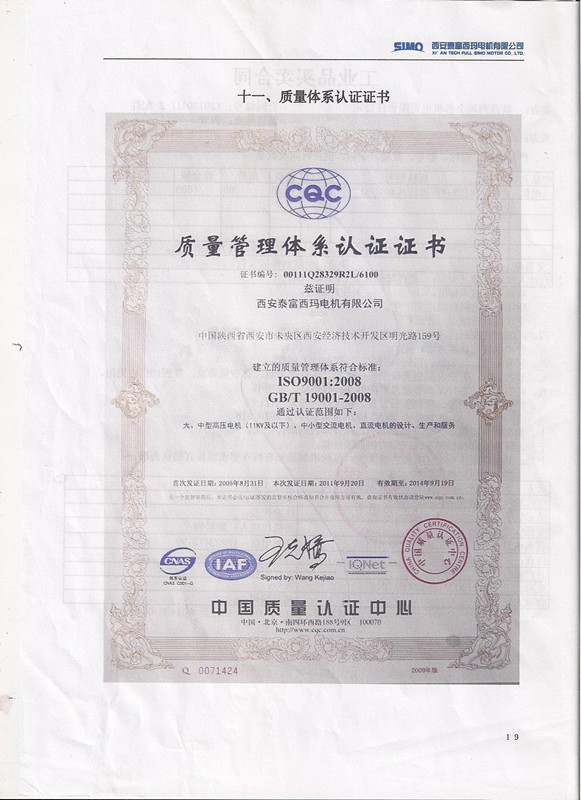 SIMO 西安泰富西玛电机有限公司
XI' AN TECH FULL SIMO MOTOR CO.,LTD.
十一、质量体系认证证书
CQC
质量管理体系认证证书
证书编号：00111Q28329R2L/6100
兹证明
西安泰富西玛电机有限公司
中国陕西省西安市未央区西安经济技术开发区明光路159号
建立的质量管理体系符合标准：
ISO9001:2008
GB/T 19001-2008
通过认证范围如下：
大、中型高压电机（11KV及以下）、中小型交流电机、直流电机的设计、生产和服务
首次发证日期：2009年8月31日 本次发证日期：2011年9月20日 有效期至：2014年9月19日
CNAS
IAF
Signed by: Wang Kejiao
IQNet
CHINA QUALITY CERTIFICATION CENTRE
中国质量认证中心
中国质量认证中心
中国·北京·南四环西路188号9区 100070
http://www.cqc.com.cn
Q 0071424
2009年版
19